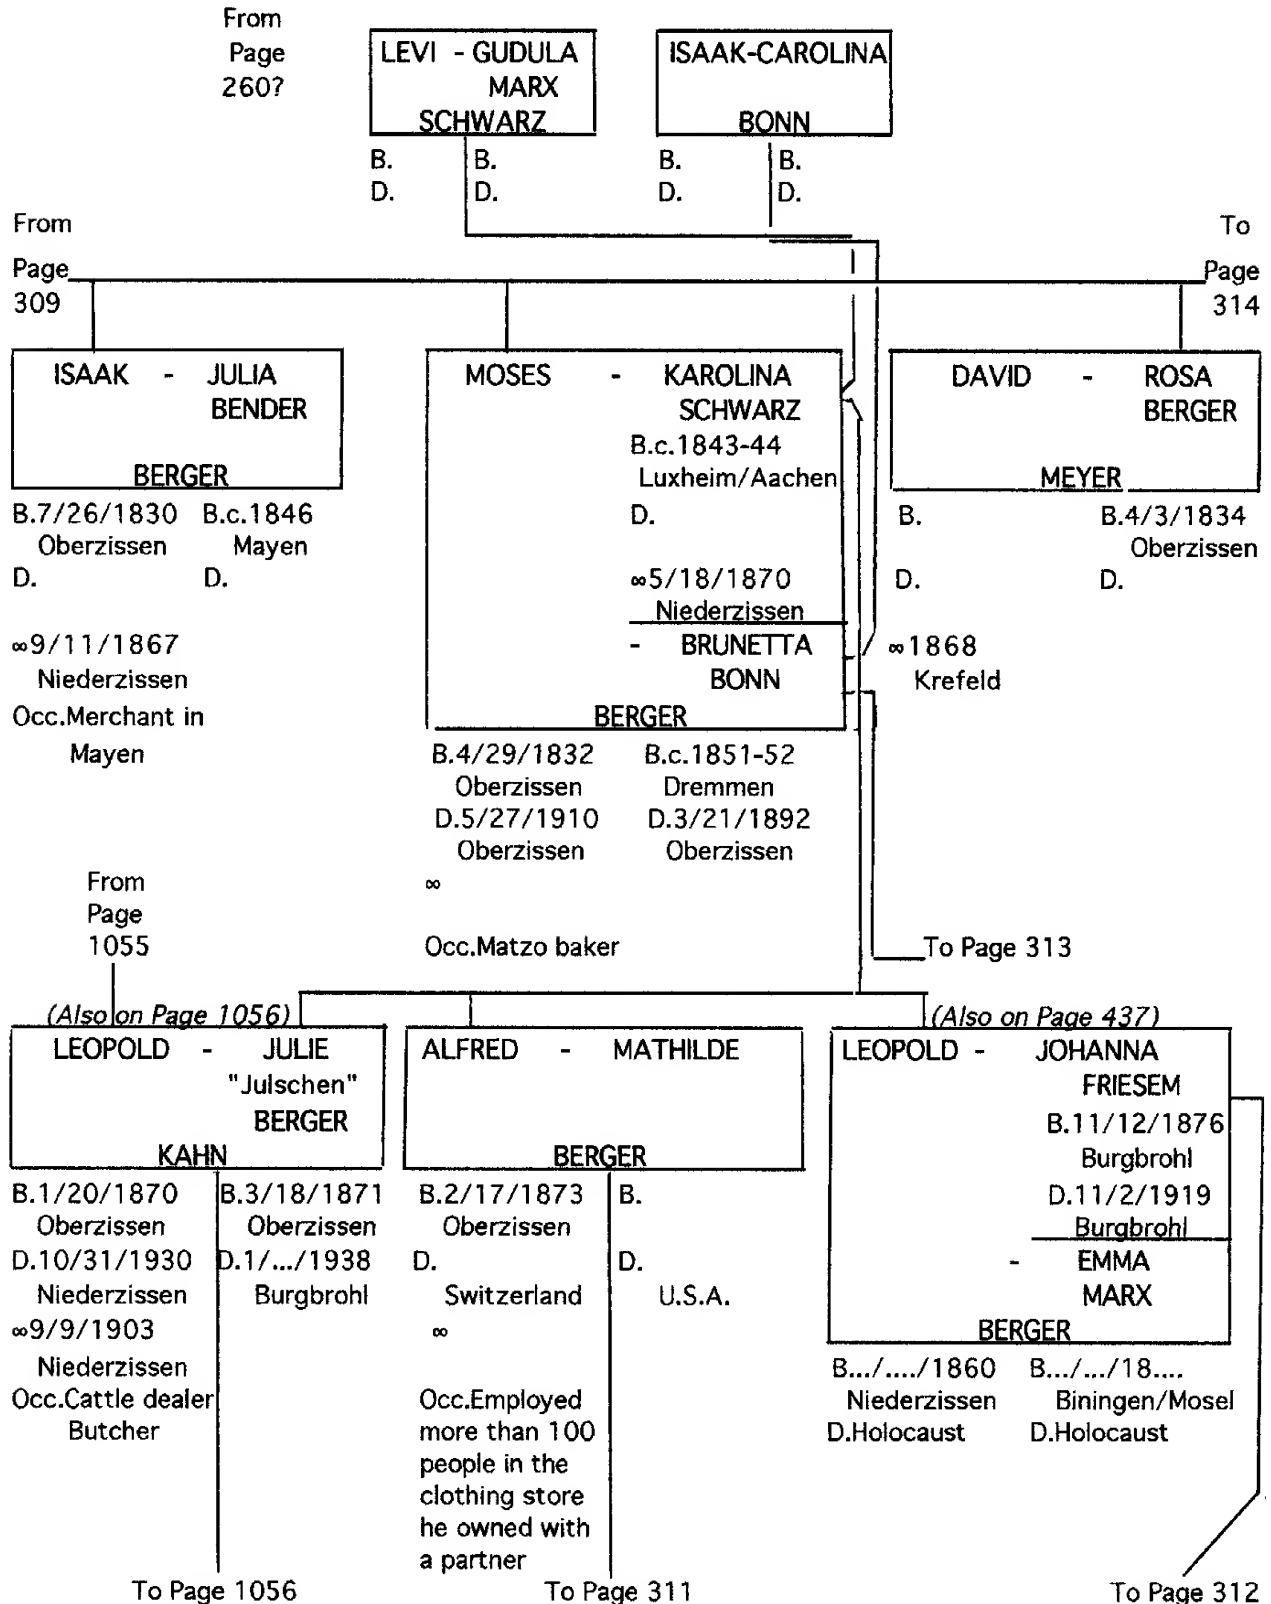 From
Page
260?
LEVI - GUDULA
MARX
SCHWARZ
ISAAK-CAROLINA
BONN
B. B.
D. D.
B. B.
D. D.
From
Page
309
To
Page
314
ISAAK - JULIA
BENDER
BERGER
B.7/26/1830 B.c.1846
Oberzissen Mayen
D. D.
∞9/11/1867
Niederzissen
Occ.Merchant in
Mayen
MOSES - KAROLINA
SCHWARZ
B.c.1843-44
Luxheim/Aachen
D.
∞5/18/1870
Niederzissen
- BRUNETTA
BONN
BERGER
B.4/29/1832 B.c.1851-52
Oberzissen Dremmen
D.5/27/1910 D.3/21/1892
Oberzissen Oberzissen
∞
Occ.Matzo baker
DAVID - ROSA
BERGER
MEYER
B. B.4/3/1834
Oberzissen
D. D.
∞1868
Krefeld
To Page 313
From
Page
1055
(Also on Page 1056)
LEOPOLD - JULIE
"Julschen"
BERGER
KAHN
B.1/20/1870 B.3/18/1871
Oberzissen Oberzissen
D.10/31/1930 D.1/.../1938
Niederzissen Burgbrohl
∞9/9/1903
Niederzissen
Occ.Cattle dealer
Butcher
To Page 1056
ALFRED - MATHILDE
BERGER
B.2/17/1873 B.
Oberzissen
D. D.
Switzerland U.S.A.
∞
Occ.Employed
more than 100
people in the
clothing store
he owned with
a partner
To Page 311
(Also on Page 437)
LEOPOLD - JOHANNA
FRIESEM
B.11/12/1876
Burgbrohl
D.11/2/1919
Burgbrohl
- EMMA
MARX
BERGER
B.../..../1860 B.../.../18....
Niederzissen Biningen/Mosel
D.Holocaust D.Holocaust
To Page 312